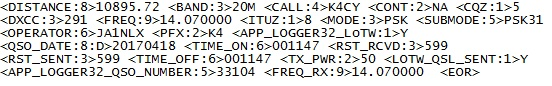 <DISTANCE:8>10895.72 <BAND:3>20M <CALL:4>K4CY <CONT:2>NA <CQZ:1>5
<DXCC:3>291 <FREQ:9>14.070000 <ITUZ:1>8 <MODE:3>PSK <SUBMODE:5>PSK31
<OPERATOR:6>JA1NLX <PFX:2>K4 <APP_LOGGER32_LoTW:1>Y
<QSO_DATE:8:D>20170418 <TIME_ON:6>001147 <RST_RCVD:3>599
<RST_SENT:3>599 <TIME_OFF:6>001147 <TX_PWR:2>50 <LOTW_QSL_SENT:1>Y
<APP_LOGGER32_QSO_NUMBER:5>33104 <FREQ_RX:9>14.070000 <EOR>